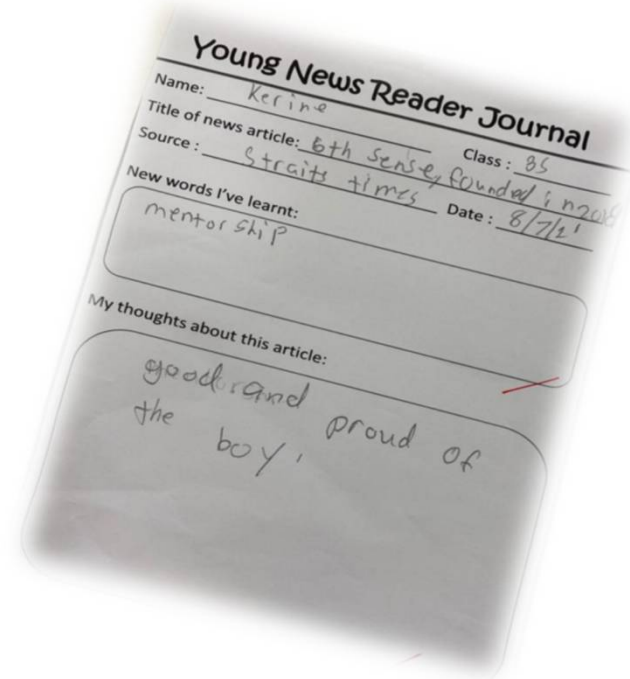 Young News Reader Journal
Name: Kerine
Class: 3S
Title of news article: 6th Sense, founded in 2018
Source: Straits times
Date: 8/7/21
New words I've learnt:
mentorship
My thoughts about this article:
good and proud of
the boy.